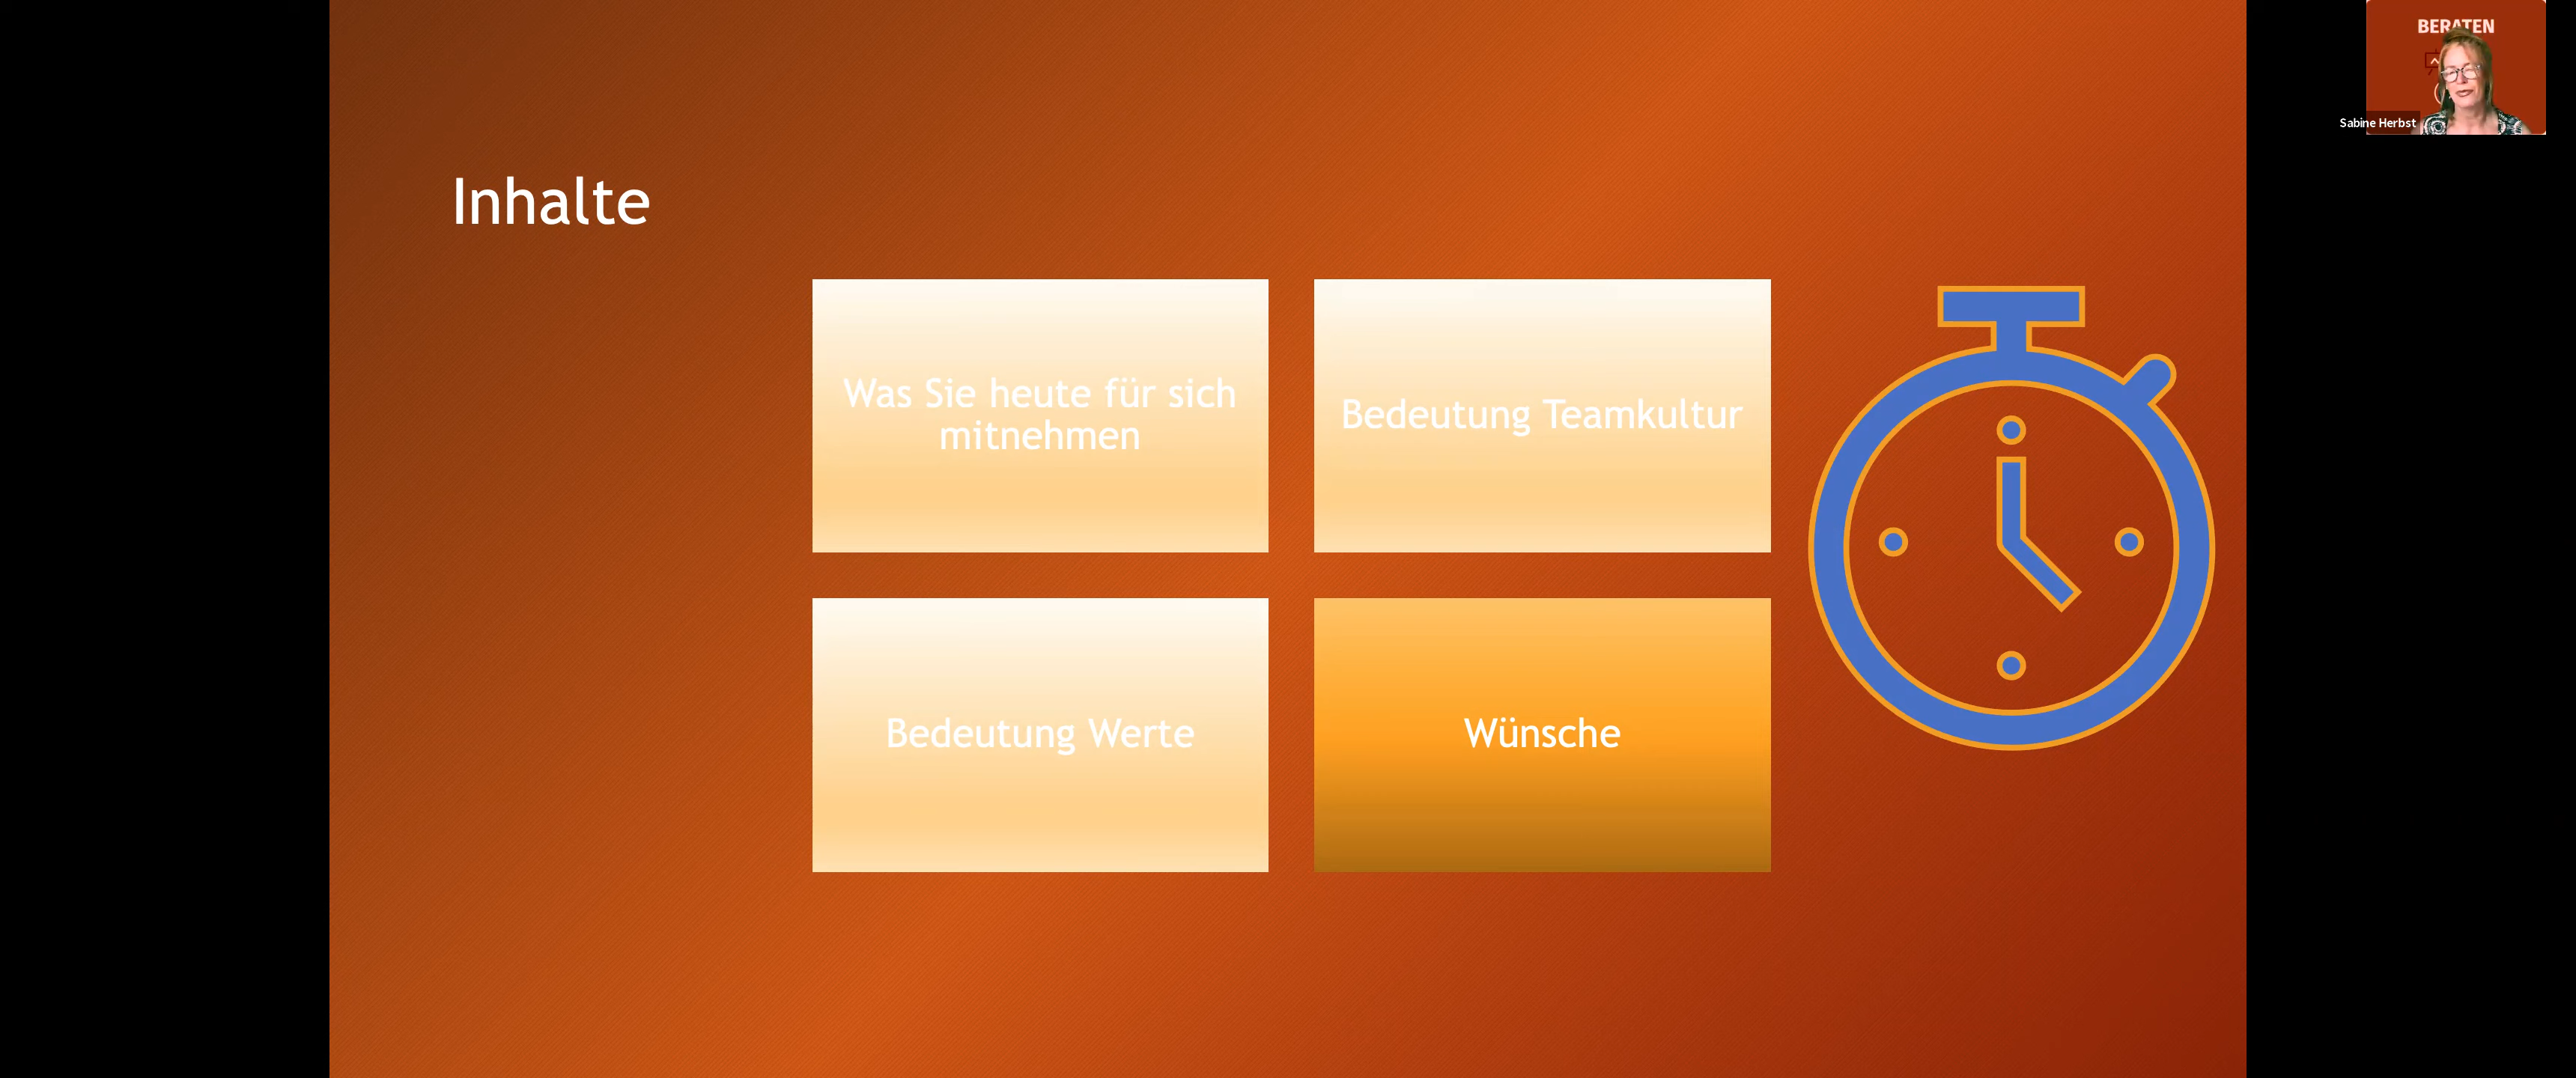 Inhalte
Was Sie heute für sich
mitnehmen
Bedeutung Teamkultur
Bedeutung Werte
Wünsche
BERATEN
Sabine Herbst